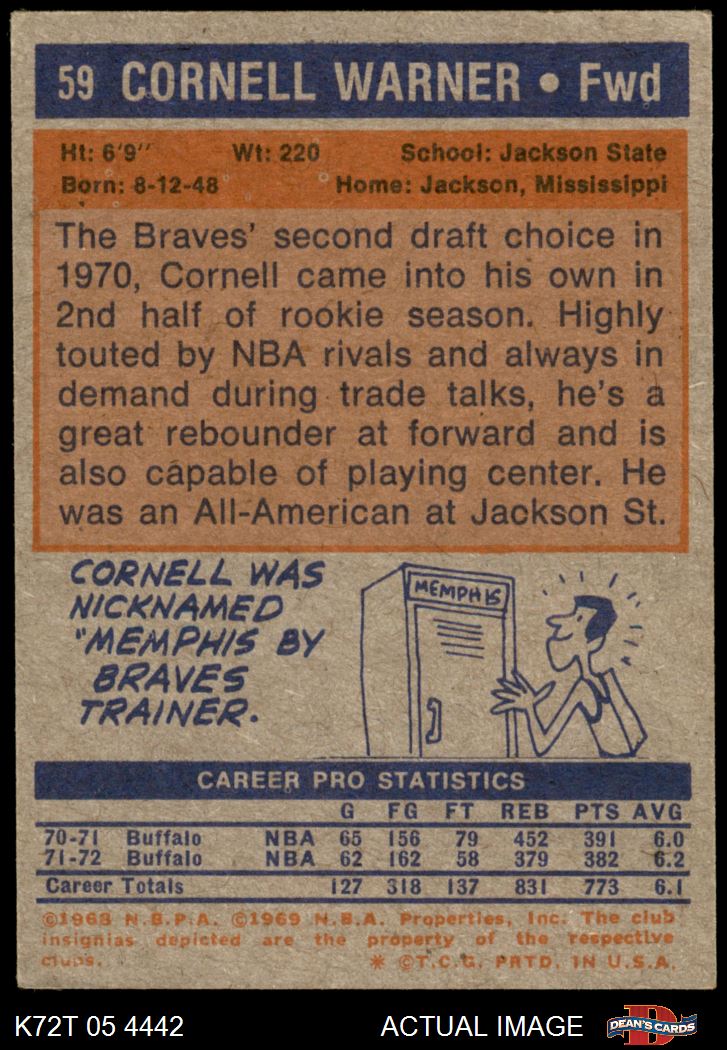 59 CORNELL WARNER • Fwd
Ht: 6'9" Wt: 220 School: Jackson State
Born: 8-12-48 Home: Jackson, Mississippi
The Braves' second draft choice in
1970, Cornell came into his own in
2nd half of rookie season. Highly
touted by NBA rivals and always in
demand during trade talks, he's a
great rebounder at forward and is
also capable of playing center. He
was an All-American at Jackson St.
CORNELL WAS
NICKNAMED
"MEMPHIS BY
BRAVES
TRAINER.
MEMPHIS
CAREER PRO STATISTICS
G FG FT REB PTS AVG
70-71 Buffalo NBA 65 156 79 452 391 6.0
71-72 Buffalo NBA 62 162 58 379 382 6.2
Career Totals 127 318 137 831 773 6.1
©1968 N.B.P.A. ©1969 N.B.A. Properties, Inc. The club
insignias depicted are the property of the respective
clubs. * ©T.C.G. PRTD. IN U.S.A.
K72T 05 4442 ACTUAL IMAGE DEAN'S CARDS